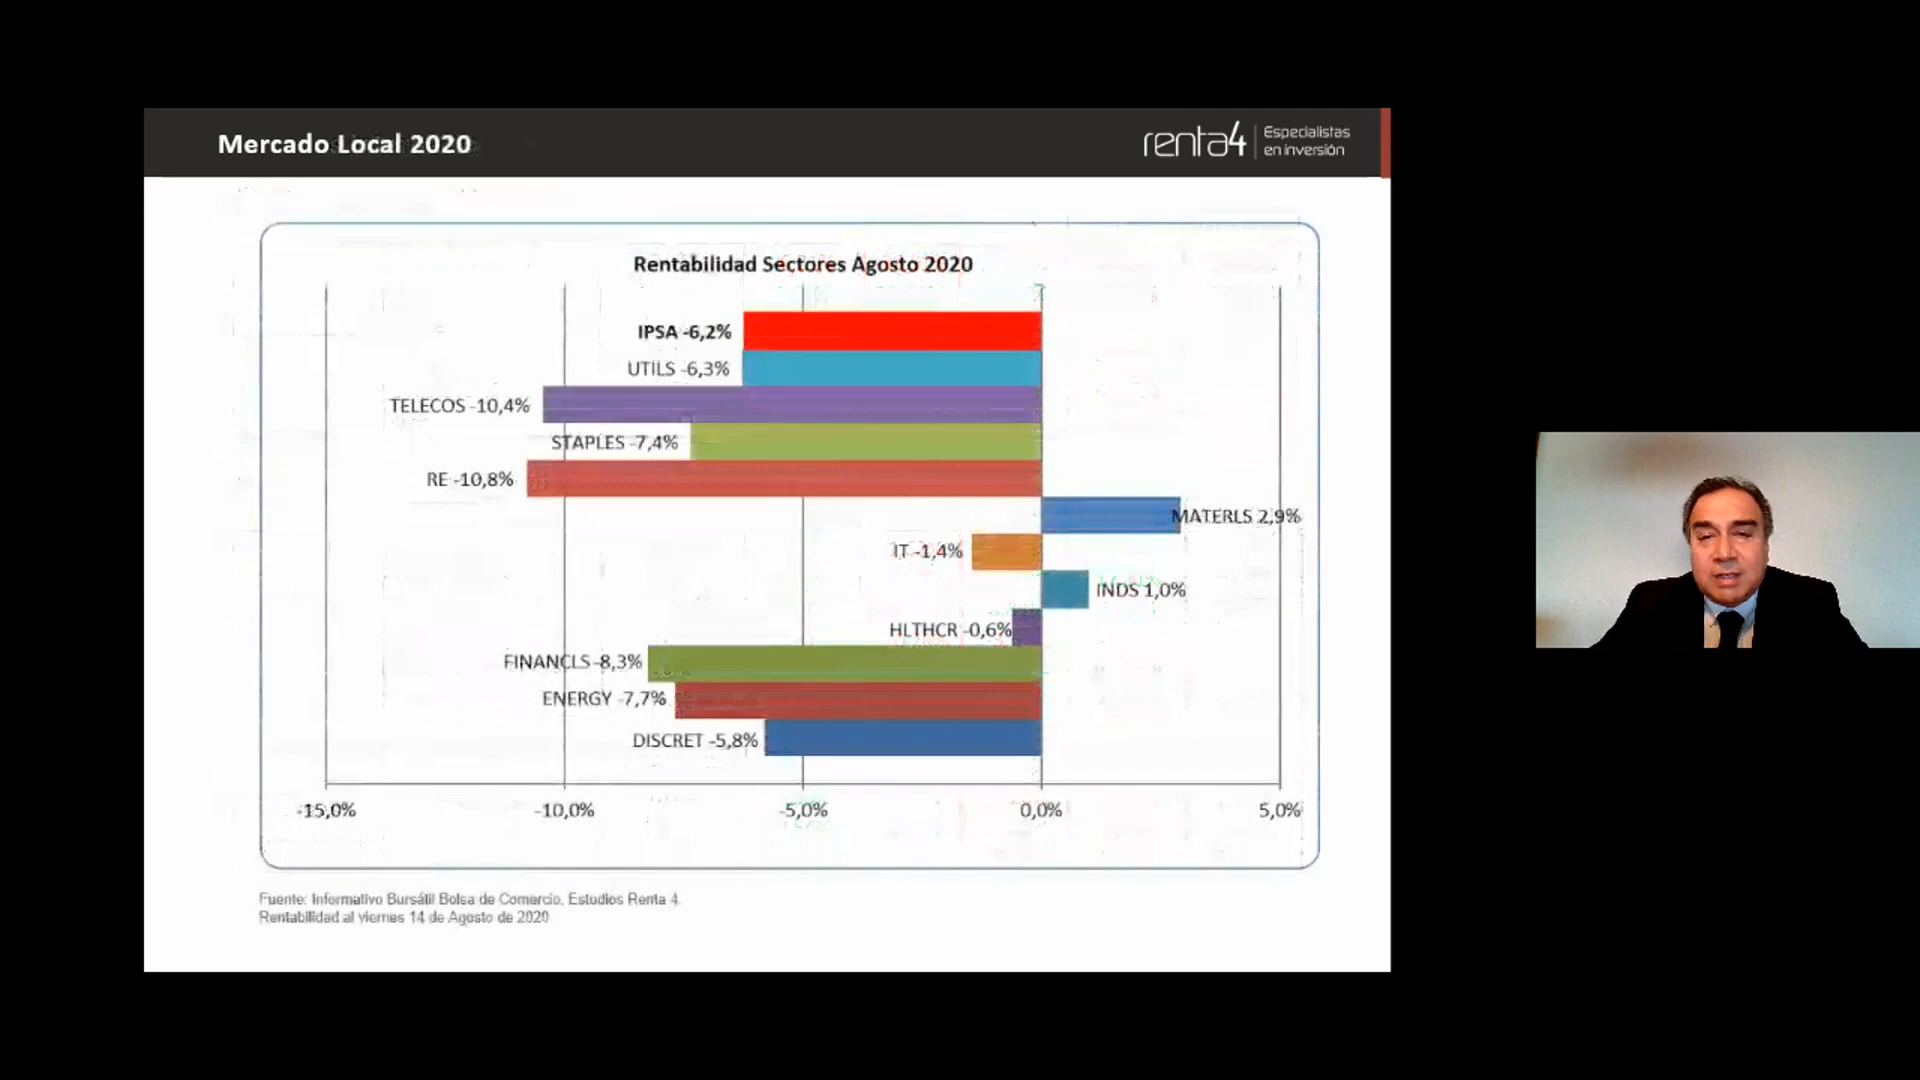 Mercado Local 2020
renta4
Especialistas
en inversión
Rentabilidad Sectores Agosto 2020
IPSA -6,2%
UTILS -6,3%
TELECOS -10,4%
STAPLES -7,4%
RE -10,8%
MATERLS 2,9%
IT -1,4%
INDS 1,0%
HLTHCR -0,6%
FINANCLS -8,3%
ENERGY -7,7%
DISCRET -5,8%
-15,0% -10,0% -5,0% 0,0% 5,0%
Fuente: Informativo Bursátil Bolsa de Comercio, Estudios Renta 4.
Rentabilidad al viernes 14 de Agosto de 2020